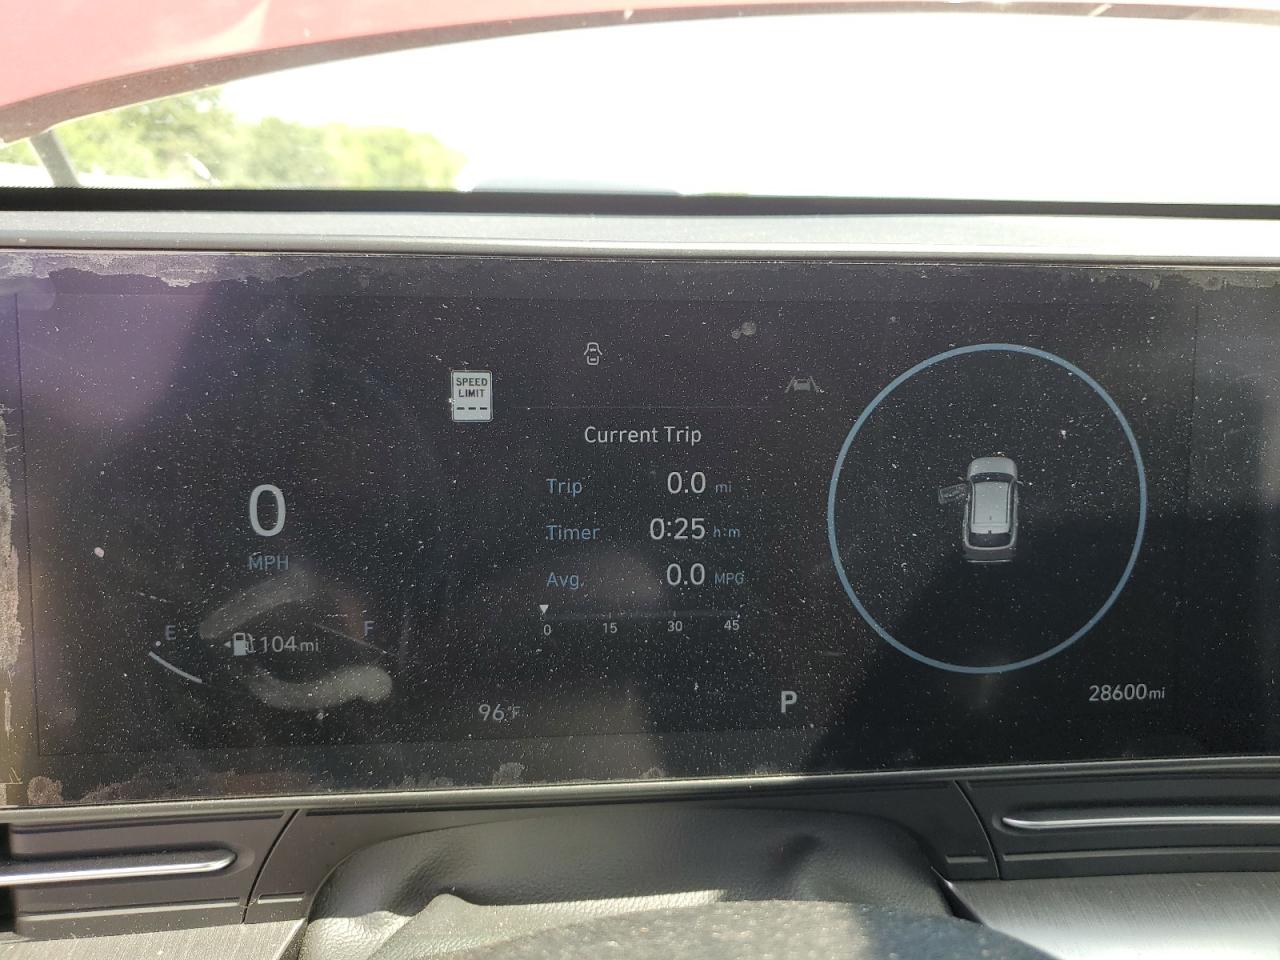 SPEED
LIMIT
---
Current Trip
Trip 0.0 mi
Timer 0:25 h:m
Avg. 0.0 MPG
0 15 30 45
0
MPH
E F
104mi
96°F
P
28600mi